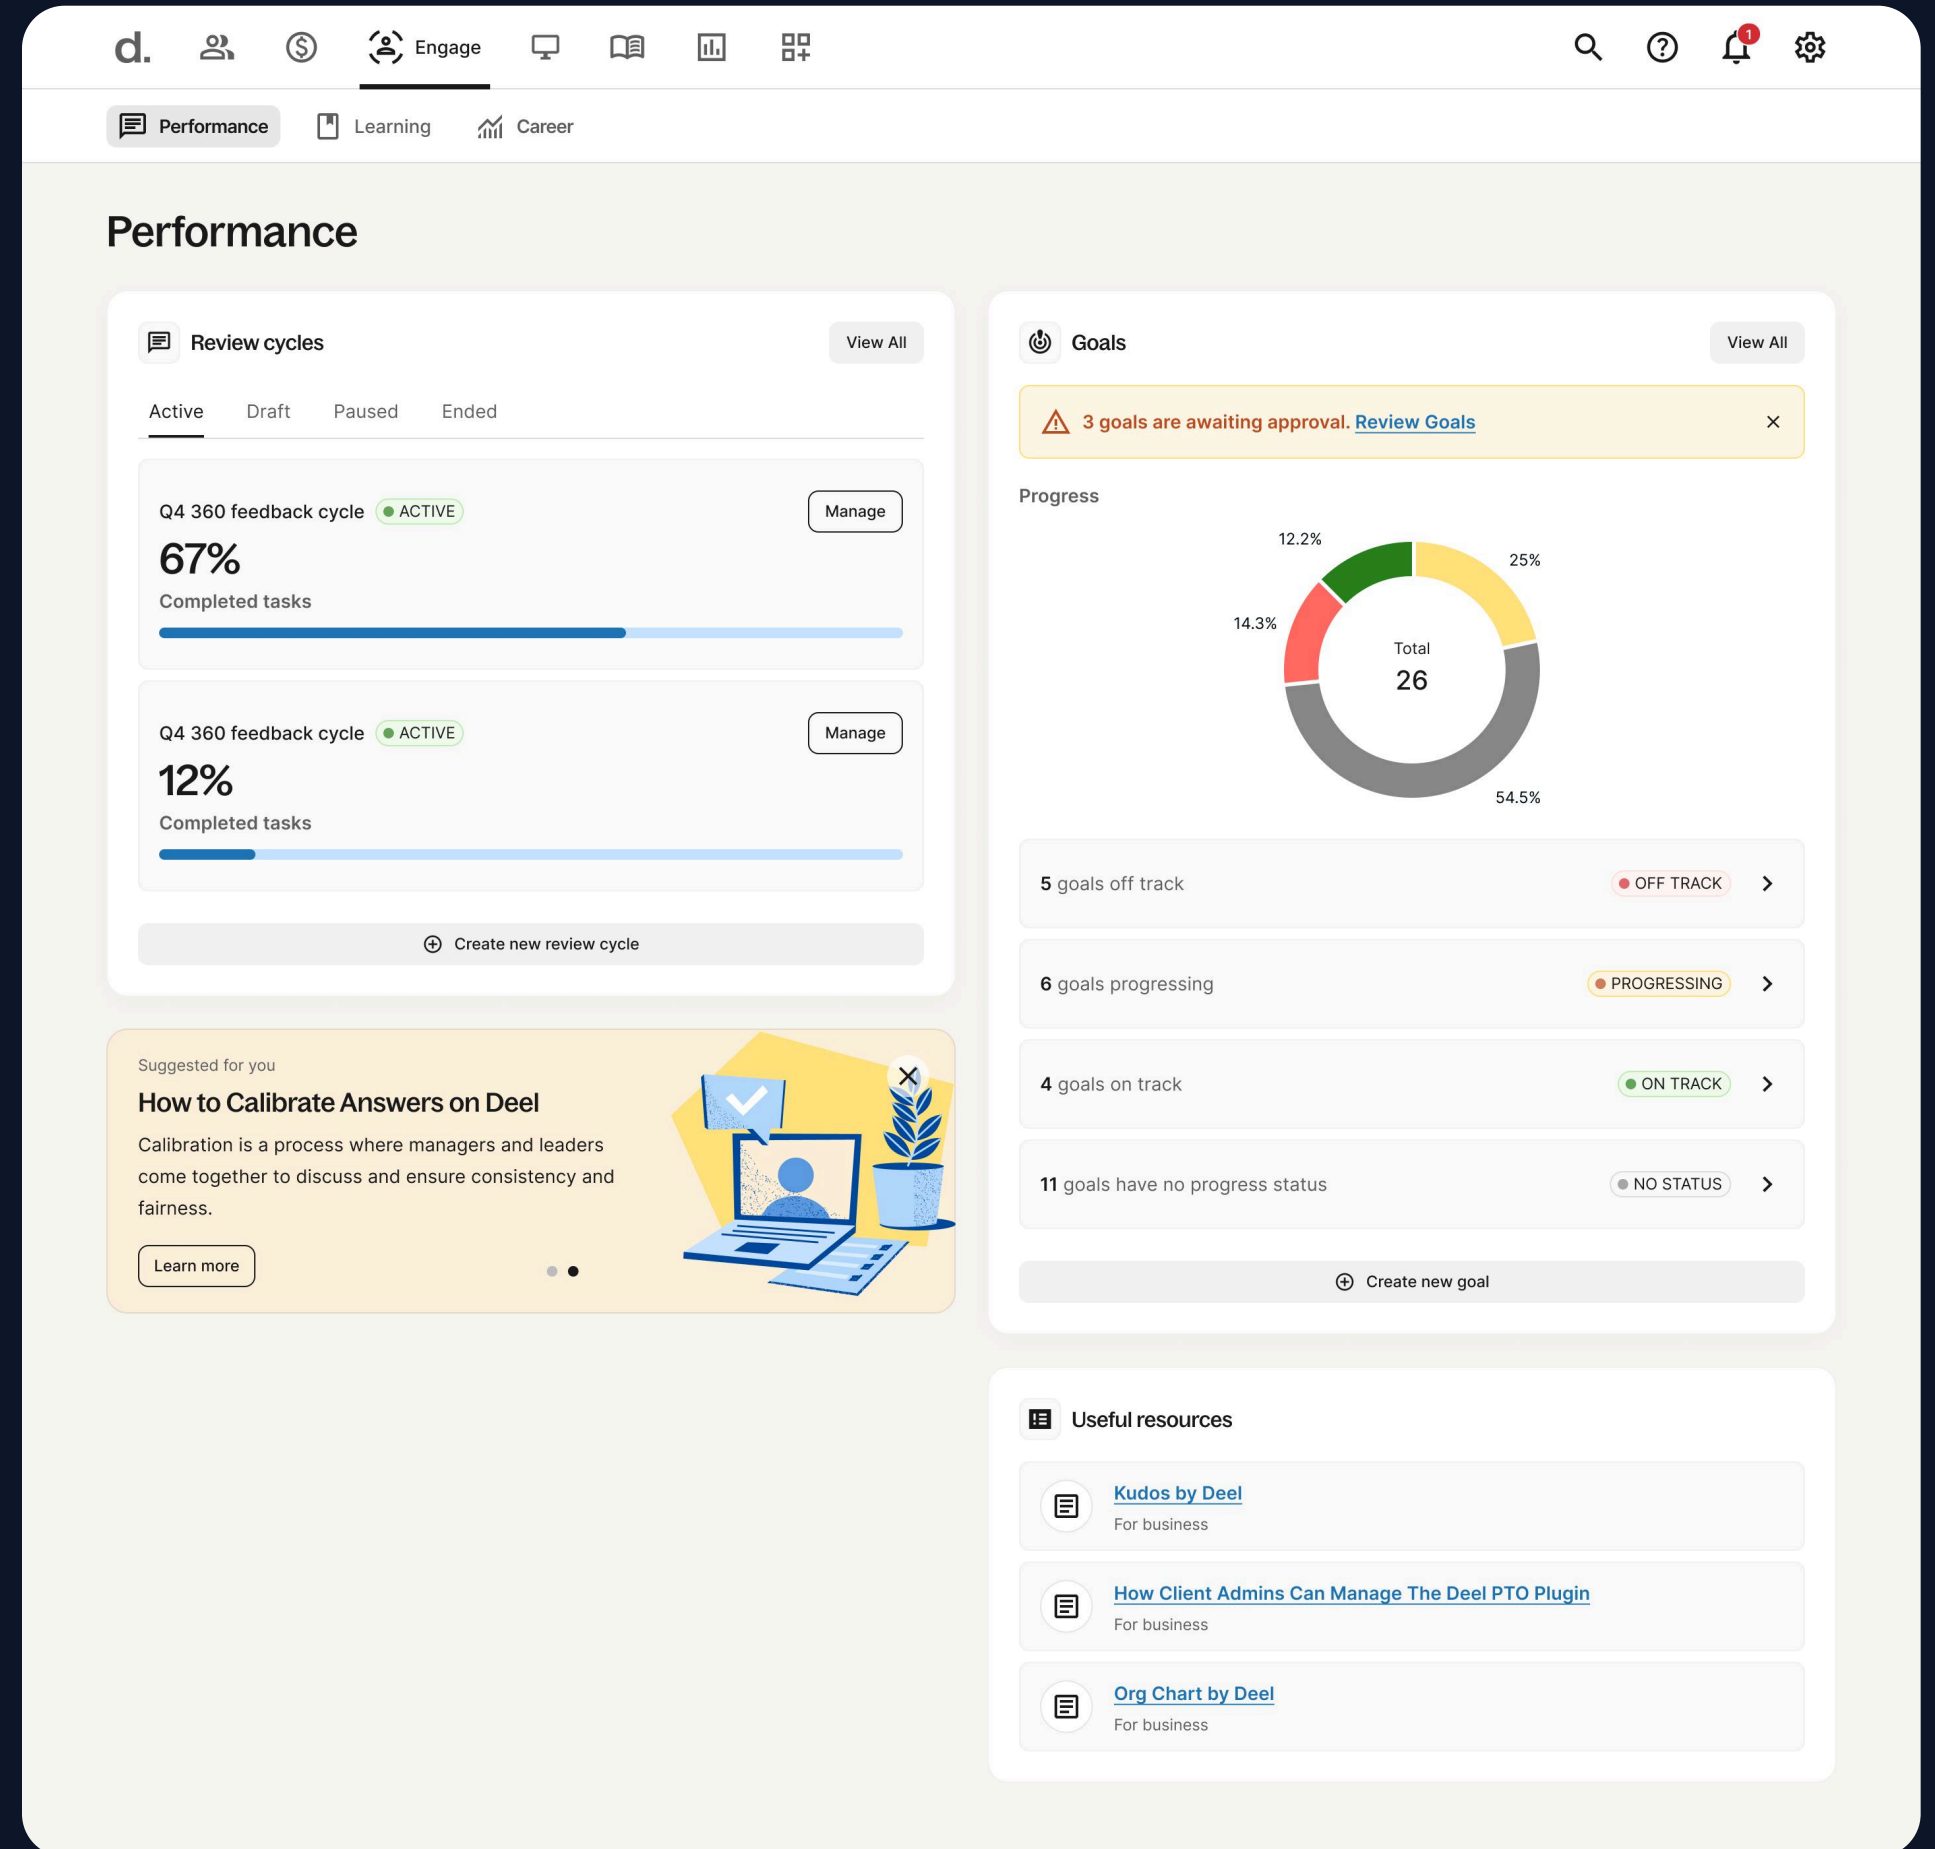 d.
Engage
1
Performance
Learning
Career
Performance
Review cycles
View All
Active
Draft
Paused
Ended
Q4 360 feedback cycle
ACTIVE
Manage
67%
Completed tasks
Q4 360 feedback cycle
ACTIVE
Manage
12%
Completed tasks
Create new review cycle
Suggested for you
How to Calibrate Answers on Deel
Calibration is a process where managers and leaders
come together to discuss and ensure consistency and
fairness.
Learn more
Goals
View All
3 goals are awaiting approval. Review Goals
Progress
12.2%
25%
14.3%
Total
26
54.5%
5 goals off track
OFF TRACK
6 goals progressing
PROGRESSING
4 goals on track
ON TRACK
11 goals have no progress status
NO STATUS
Create new goal
Useful resources
Kudos by Deel
For business
How Client Admins Can Manage The Deel PTO Plugin
For business
Org Chart by Deel
For business